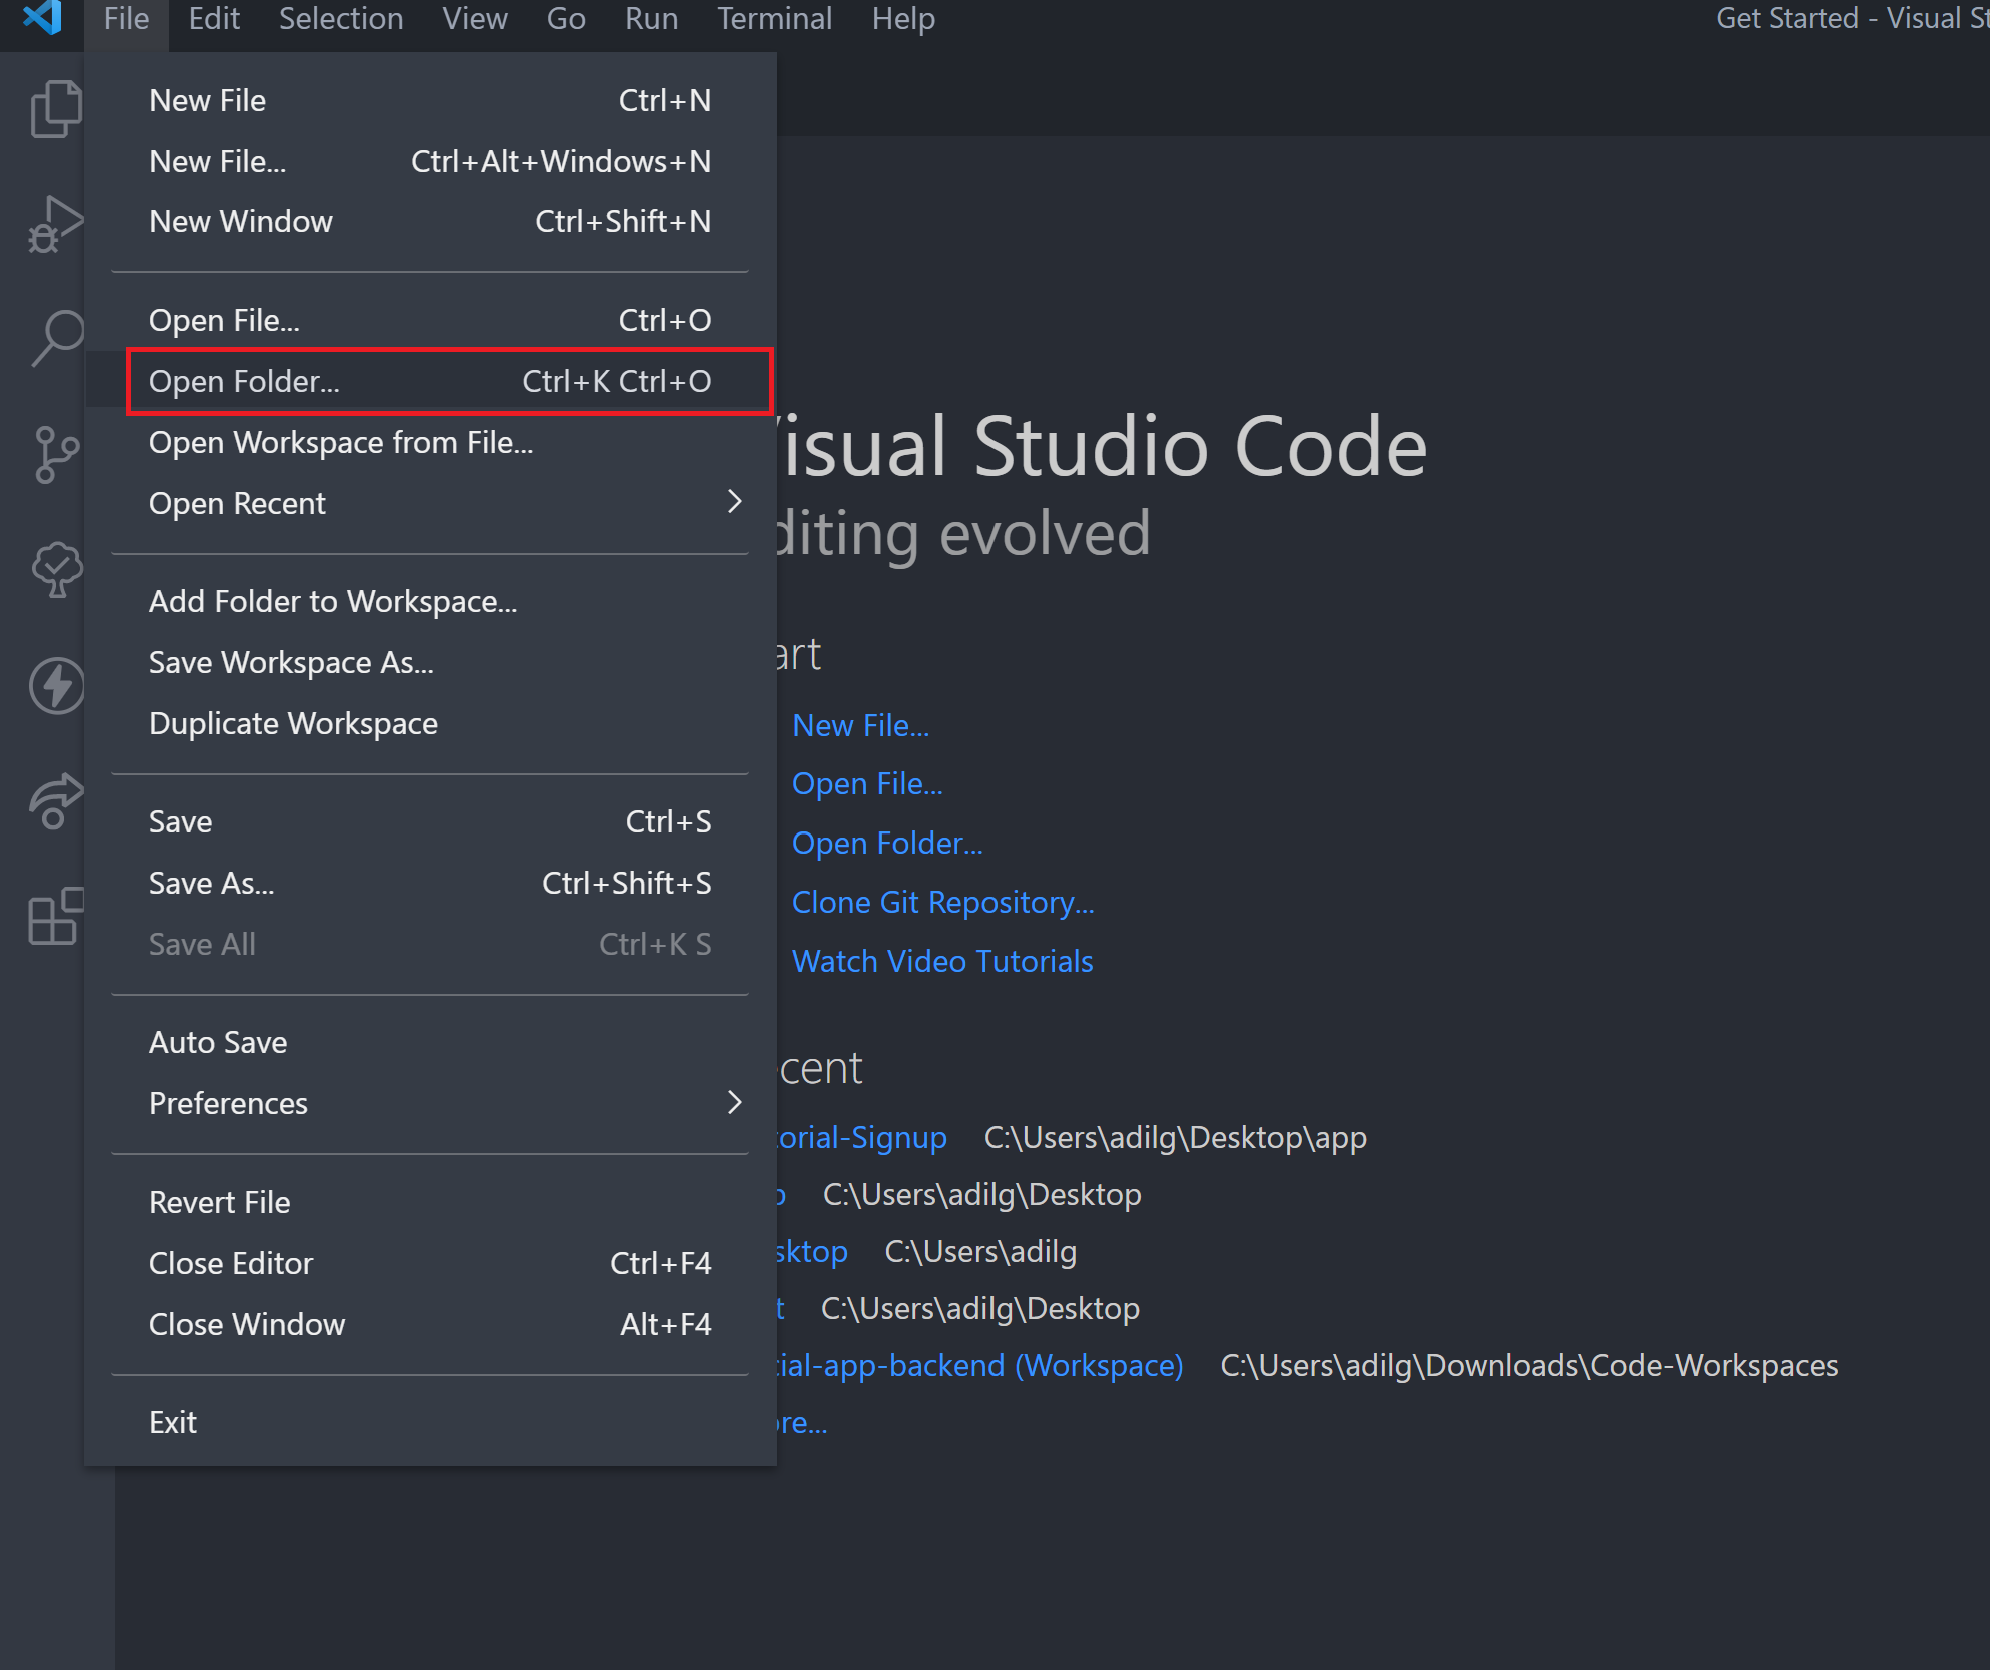 File Edit Selection View Go Run Terminal Help Get Started - Visual St
New File Ctrl+N
New File... Ctrl+Alt+Windows+N
New Window Ctrl+Shift+N
Open File... Ctrl+O
Open Folder... Ctrl+K Ctrl+O
Open Workspace from File...
Open Recent
Add Folder to Workspace...
Save Workspace As...
Duplicate Workspace
Save Ctrl+S
Save As... Ctrl+Shift+S
Save All Ctrl+K S
Auto Save
Preferences
Revert File
Close Editor Ctrl+F4
Close Window Alt+F4
Exit
isual Studio Code
diting evolved
art
New File...
Open File...
Open Folder...
Clone Git Repository...
Watch Video Tutorials
cent
torial-Signup C:\Users\adilg\Desktop\app
p C:\Users\adilg\Desktop
sktop C:\Users\adilg
t C:\Users\adilg\Desktop
cial-app-backend (Workspace) C:\Users\adilg\Downloads\Code-Workspaces
ore...